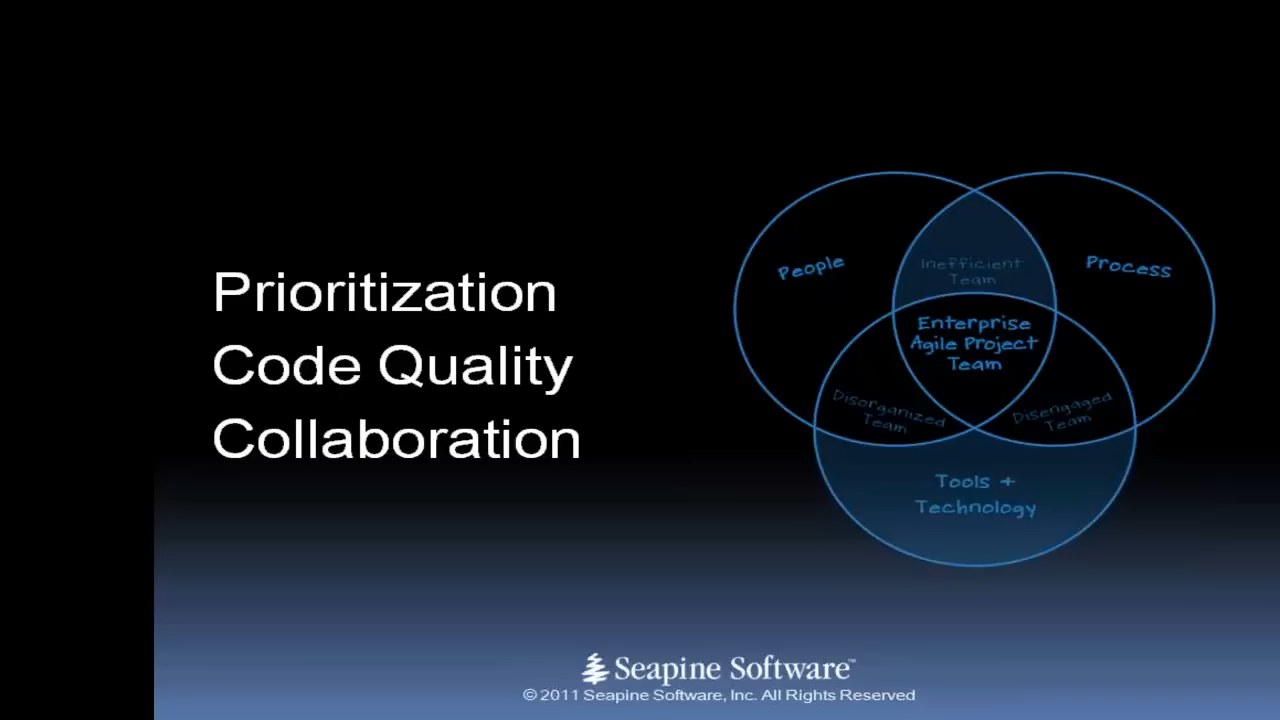 Prioritization
Code Quality
Collaboration
People
Process
Inefficient
Team
Enterprise
Agile Project
Team
Disorganized
Team
Disengaged
Team
Tools +
Technology
Seapine Software™
© 2011 Seapine Software, Inc. All Rights Reserved